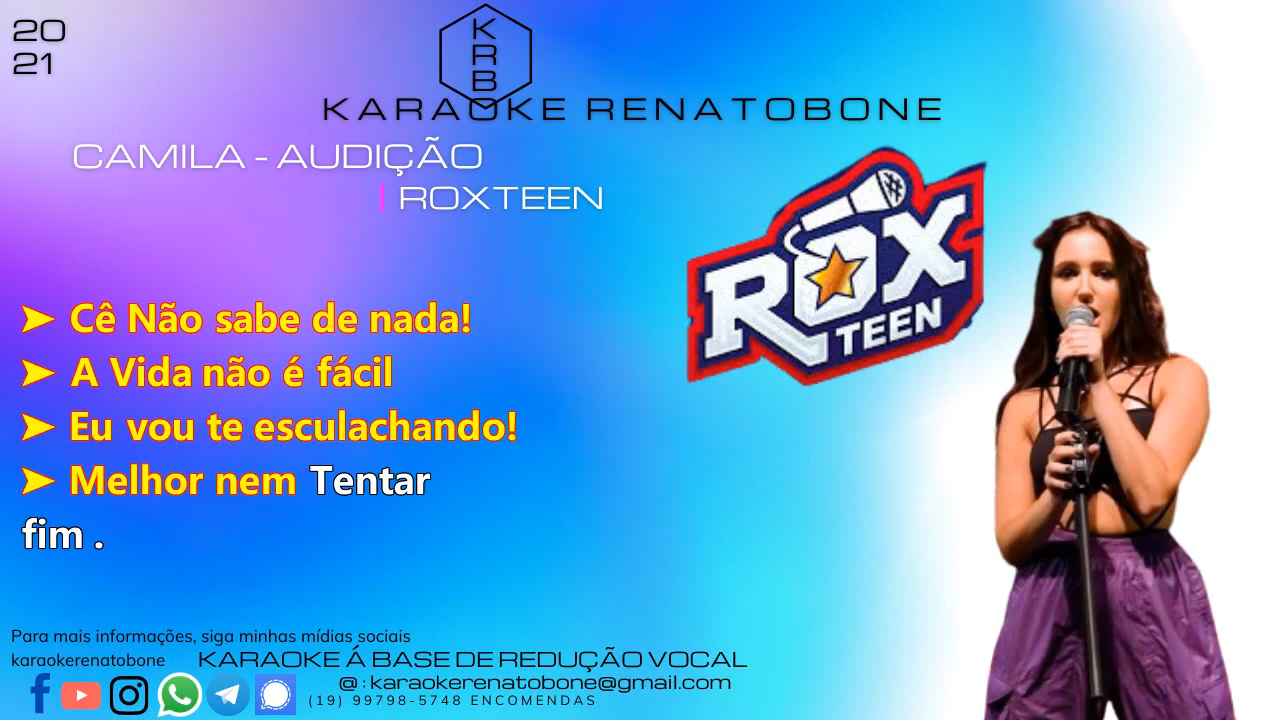 20
21
K
R
B
KARAOKE RENATOBONE
CAMILA - AUDIÇÃO
| ROXTEEN
ROX
TEEN
➤ Cê Não sabe de nada!
➤ A Vida não é fácil
➤ Eu vou te esculachando!
➤ Melhor nem Tentar
fim .
Para mais informações, siga minhas mídias sociais
karaokerenatobone
KARAOKE Á BASE DE REDUÇÃO VOCAL
@ : karaokerenatobone@gmail.com
(19) 99798-5748 ENCOMENDAS